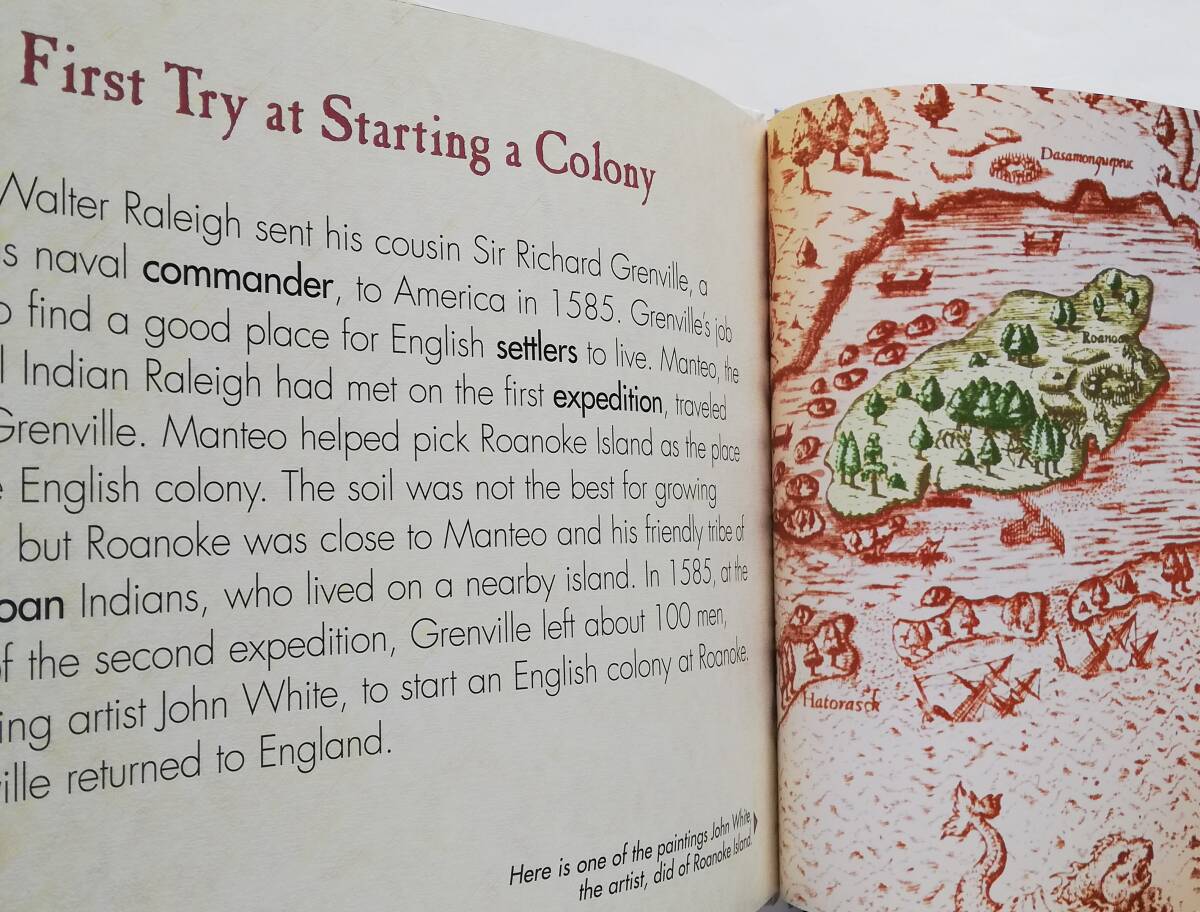 First Try at Starting a Colony
Walter Raleigh sent his cousin Sir Richard Grenville, a
s naval commander, to America in 1585. Grenville's job
o find a good place for English settlers to live. Manteo, the
l Indian Raleigh had met on the first expedition, traveled
Grenville. Manteo helped pick Roanoke Island as the place
e English colony. The soil was not the best for growing
but Roanoke was close to Manteo and his friendly tribe of
oan Indians, who lived on a nearby island. In 1585, at the
of the second expedition, Grenville left about 100 men,
ing artist John White, to start an English colony at Roanoke.
ville returned to England.
Here is one of the paintings John White,
the artist, did of Roanoke Island.
Dasamonquepeuc
Roanoac
Hatorasck